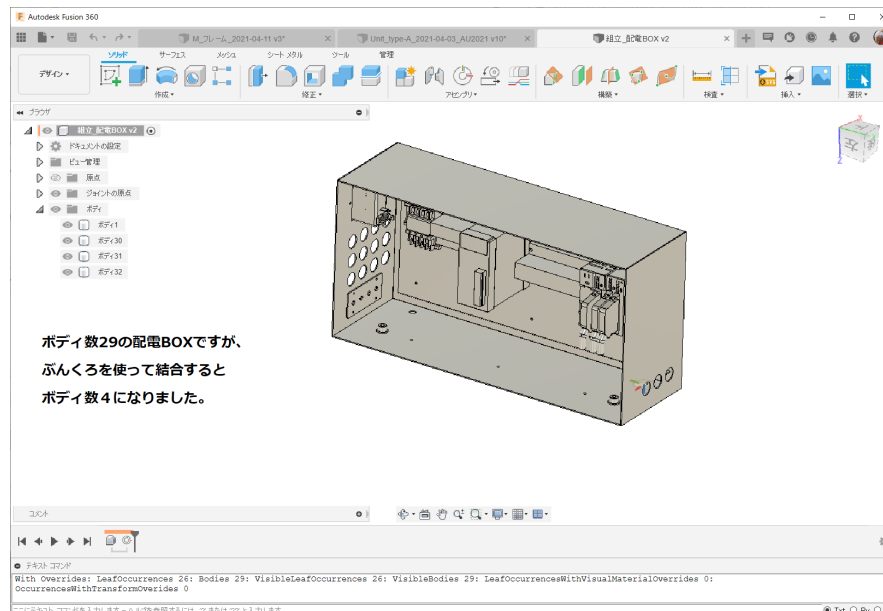 Autodesk Fusion 360
M_フレーム_2021-04-11 v3*
Unit_type-A_2021-04-03_AU2021 v10*
組立_配電BOX v2
デザイン
ソリッド サーフェス メッシュ シート メタル ツール 管理
作成 修正 アセンブリ 構築 検査 挿入 選択
ブラウザ
組立_配電BOX v2
ドキュメントの設定
ビュー管理
原点
ジョイントの原点
ボディ
ボディ1
ボディ30
ボディ31
ボディ32
ボディ数29の配電BOXですが、
ぶんくろを使って結合すると
ボディ数4になりました。
コメント
テキスト コマンド
With Overrides: LeafOccurrences 26: Bodies 29: VisibleLeafOccurrences 26: VisibleBodies 29: LeafOccurrencesWithVisualMaterialOverrides 0:
OccurrencesWithTransformOverides 0
Txt Py